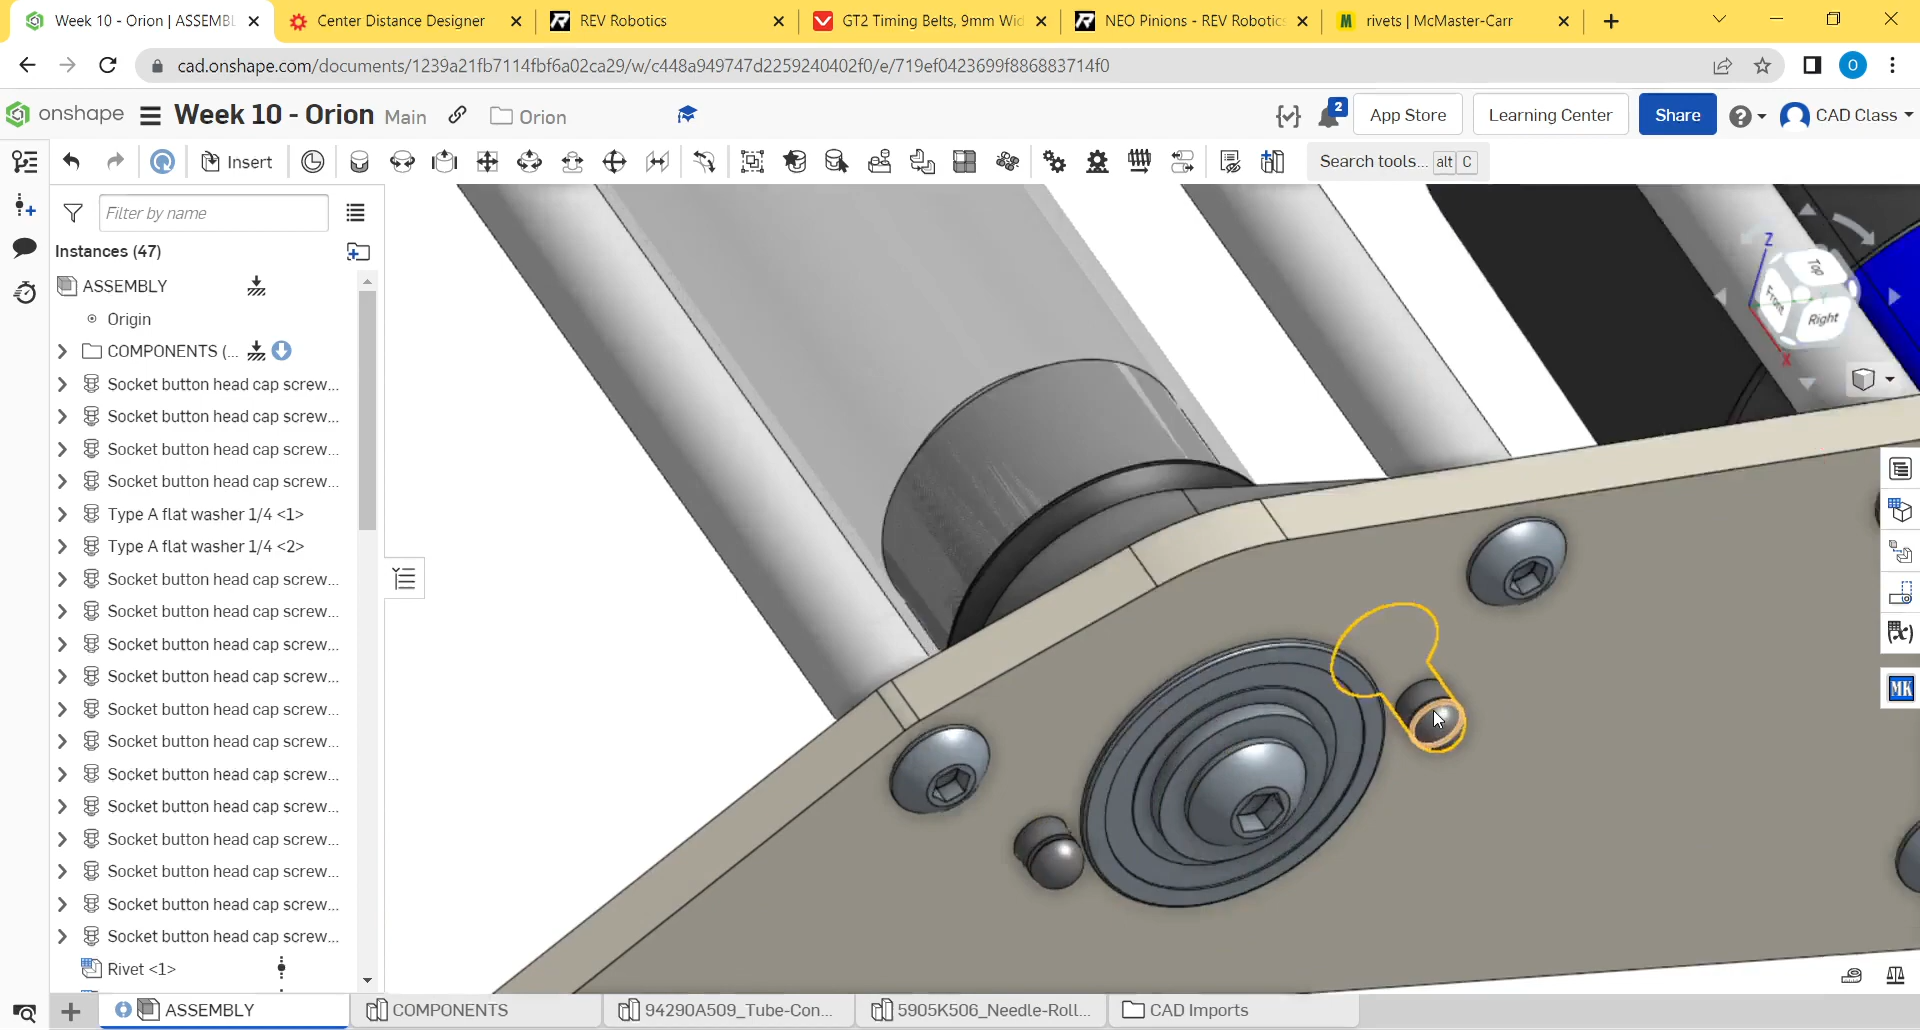 Week 10 - Orion | ASSEMBL
Center Distance Designer
REV Robotics
GT2 Timing Belts, 9mm Wid
NEO Pinions - REV Robotics
rivets | McMaster-Carr
cad.onshape.com/documents/1239a21fb7114fbf6a02ca29/w/c448a949747d2259240402f0/e/719ef0423699f886883714f0
O
onshape
Week 10 - Orion Main
Orion
2
App Store
Learning Center
Share
CAD Class
Insert
Search tools... alt C
Filter by name
Instances (47)
ASSEMBLY
Origin
COMPONENTS (...
Socket button head cap screw...
Socket button head cap screw...
Socket button head cap screw...
Socket button head cap screw...
Type A flat washer 1/4 <1>
Type A flat washer 1/4 <2>
Socket button head cap screw...
Socket button head cap screw...
Socket button head cap screw...
Socket button head cap screw...
Socket button head cap screw...
Socket button head cap screw...
Socket button head cap screw...
Socket button head cap screw...
Socket button head cap screw...
Socket button head cap screw...
Socket button head cap screw...
Socket button head cap screw...
Rivet <1>
Z
Top
Front
Right
Y
X
(x)
MK
ASSEMBLY
COMPONENTS
94290A509_Tube-Con...
5905K506_Needle-Roll...
CAD Imports